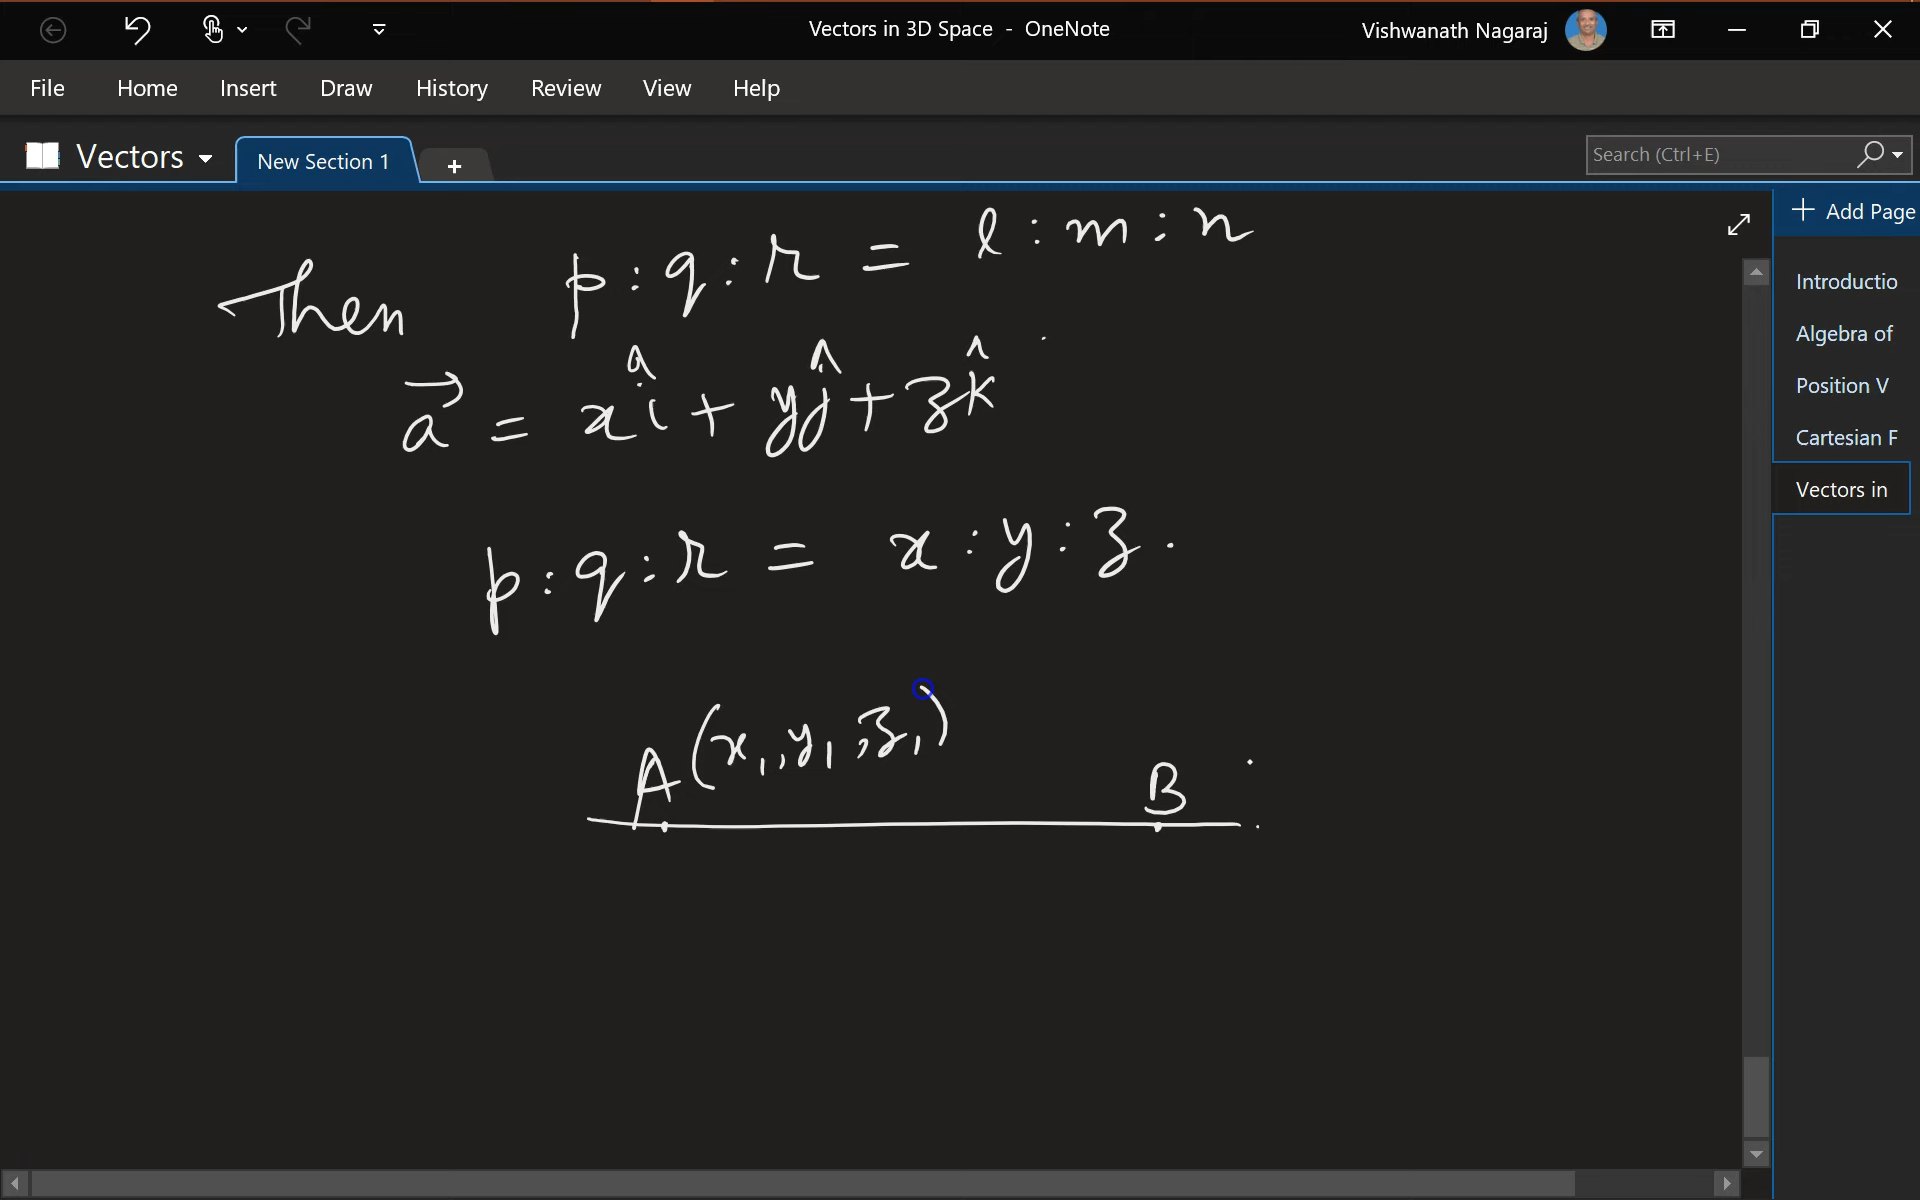 Vectors in 3D Space - OneNote
Vishwanath Nagaraj
File Home Insert Draw History Review View Help
Vectors
New Section 1
+
Search (Ctrl+E)
+ Add Page
Introductio
Algebra of
Position V
Cartesian F
Vectors in
Then p : q : r = l : m : n
a⃗ = xî + yĵ + zk̂
p : q : r = x : y : z .
A (x₁, y₁, z₁)
B